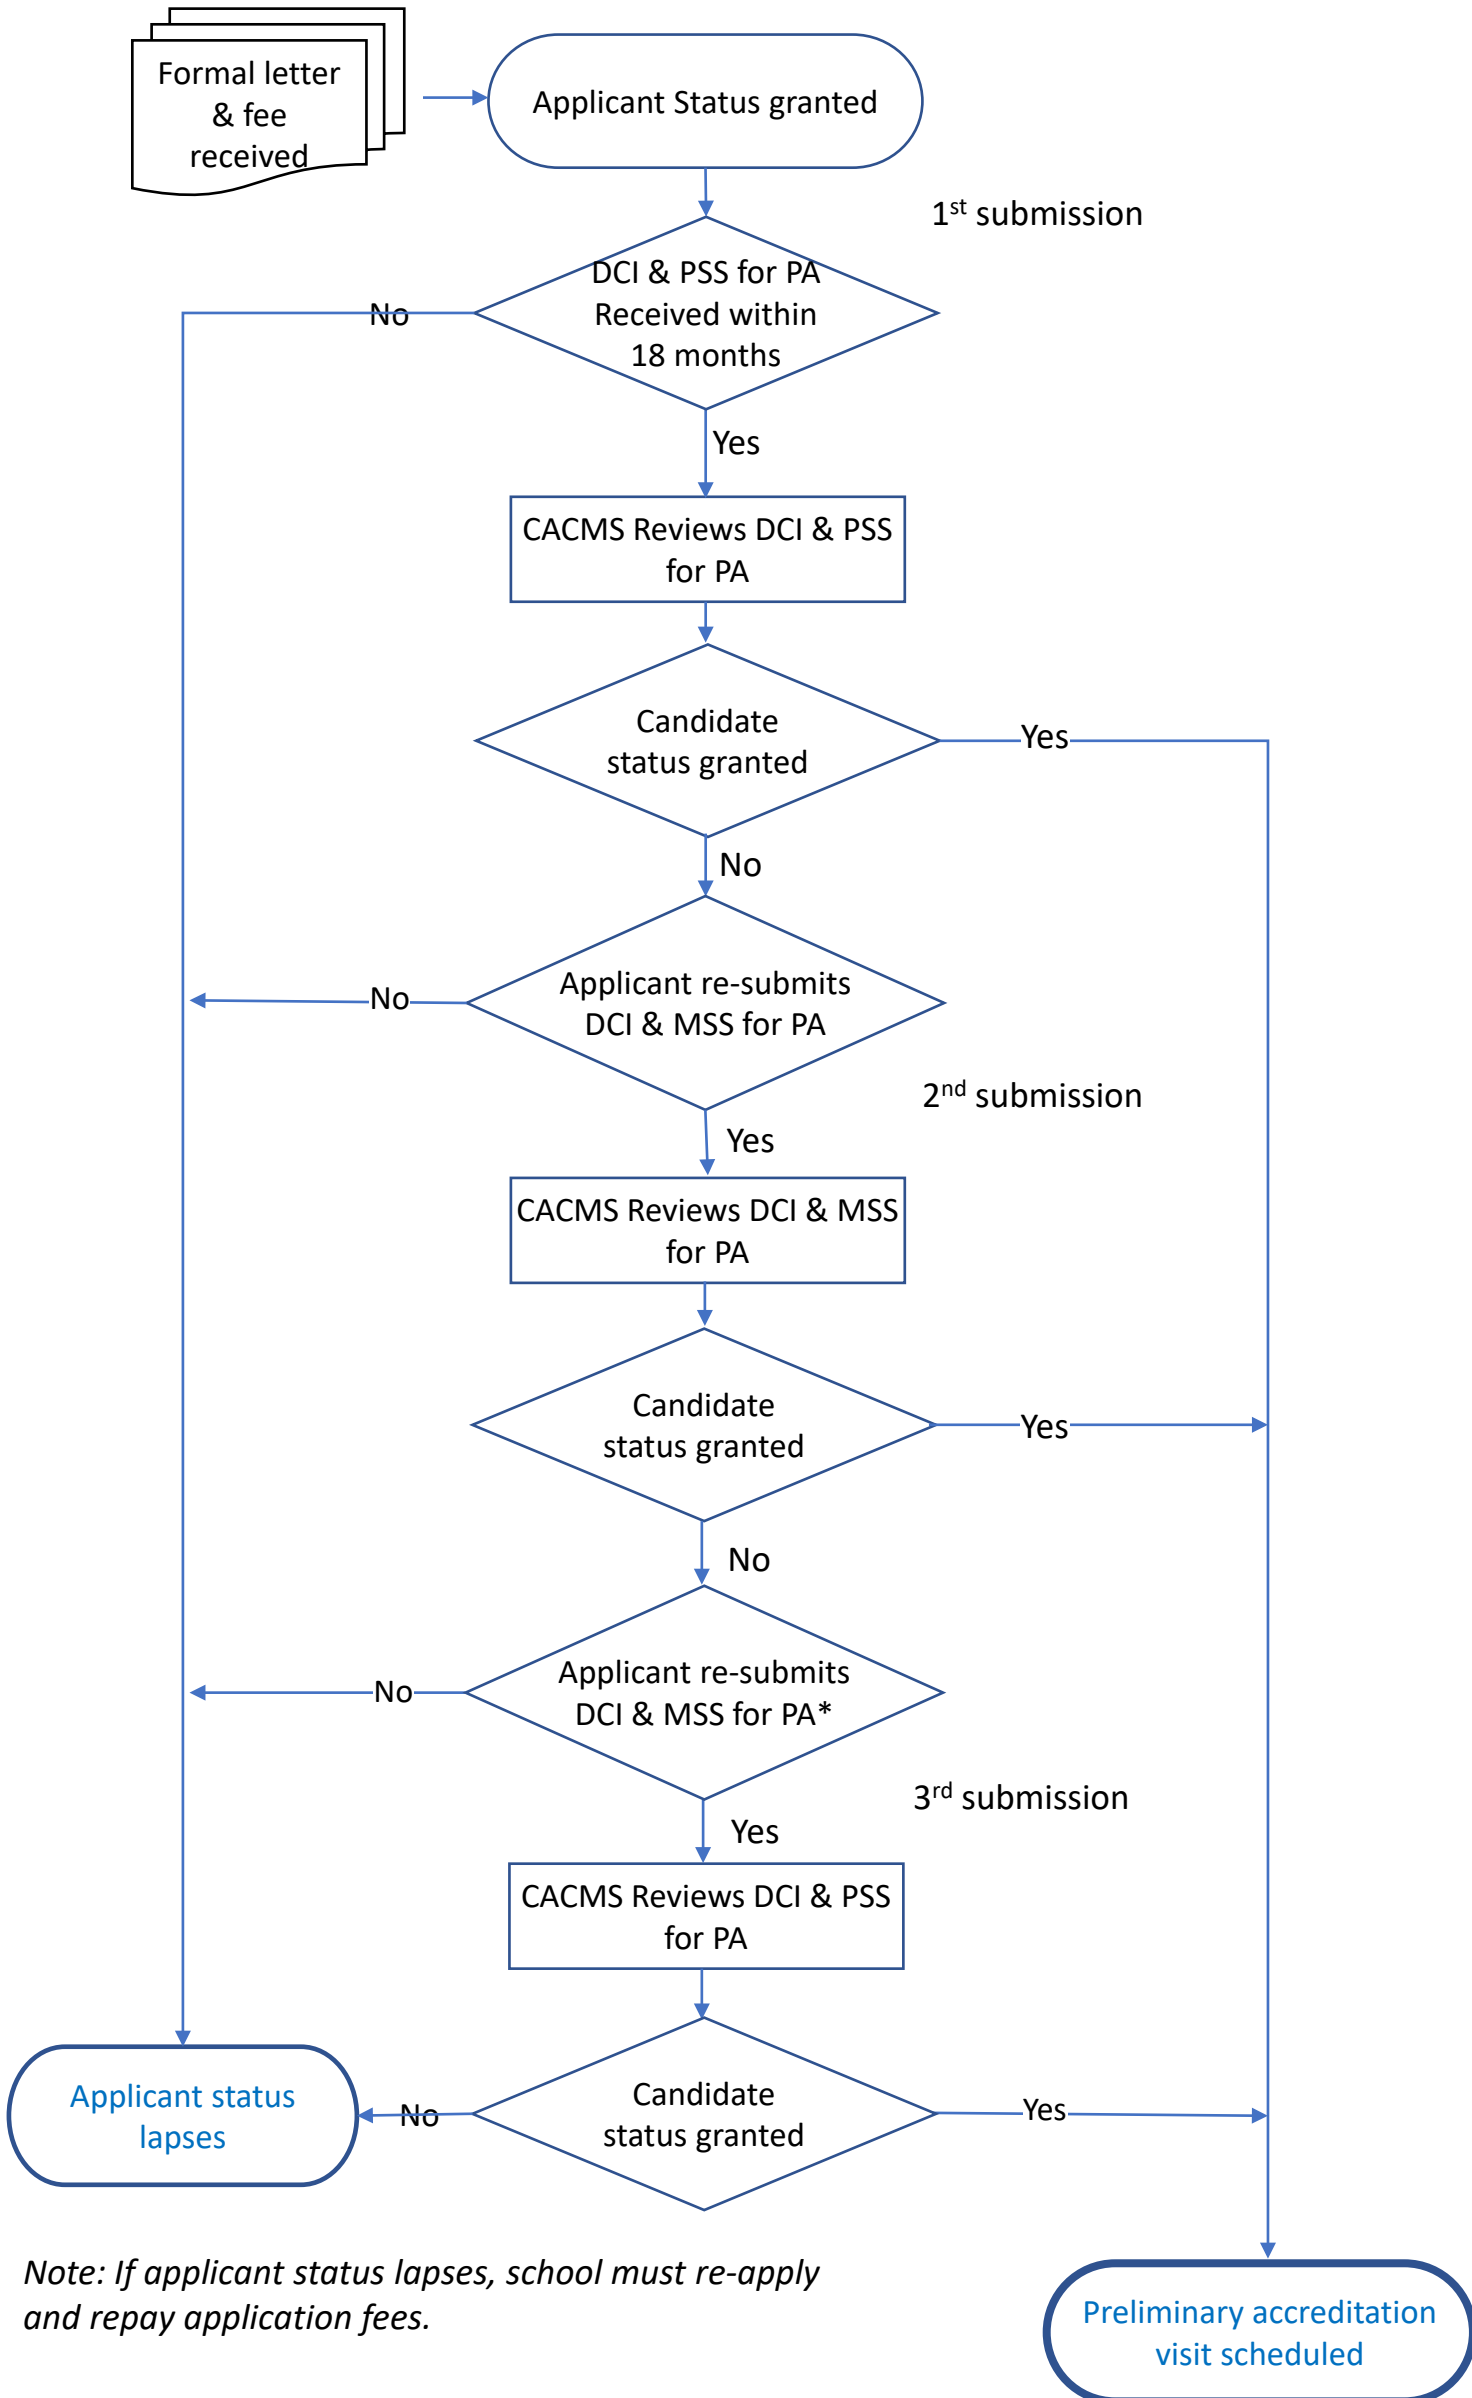 Formal letter
& fee
received
Applicant Status granted
1st submission
DCI & PSS for PA
Received within
18 months
No
Yes
CACMS Reviews DCI & PSS
for PA
Candidate
status granted
Yes
No
Applicant re-submits
DCI & MSS for PA
No
2nd submission
Yes
CACMS Reviews DCI & MSS
for PA
Candidate
status granted
Yes
No
Applicant re-submits
DCI & MSS for PA*
No
3rd submission
Yes
CACMS Reviews DCI & PSS
for PA
Applicant status
lapses
No
Candidate
status granted
Yes
Note: If applicant status lapses, school must re-apply
and repay application fees.
Preliminary accreditation
visit scheduled